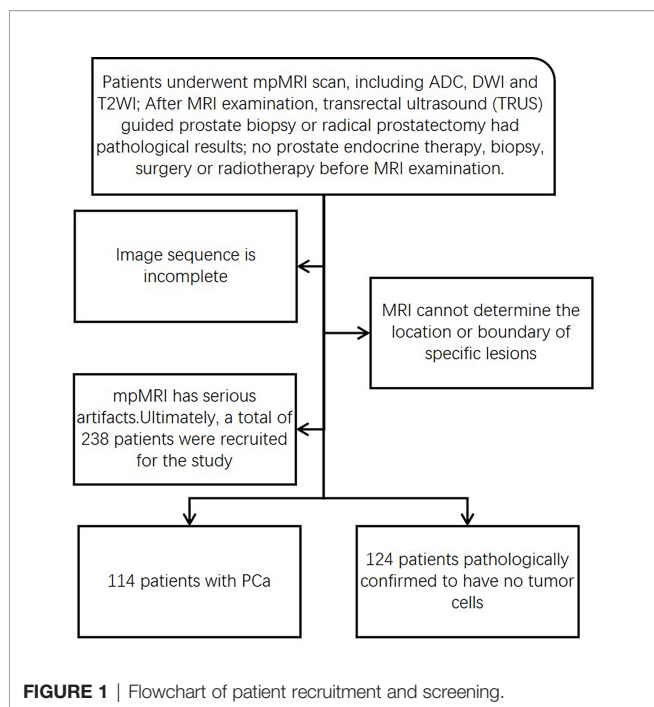 Patients underwent mpMRI scan, including ADC, DWI and
T2WI; After MRI examination, transrectal ultrasound (TRUS)
guided prostate biopsy or radical prostatectomy had
pathological results; no prostate endocrine therapy, biopsy,
surgery or radiotherapy before MRI examination.
Image sequence is
incomplete
MRI cannot determine the
location or boundary of
specific lesions
mpMRI has serious
artifacts.Ultimately, a total of
238 patients were recruited
for the study
114 patients with PCa
124 patients pathologically
confirmed to have no tumor
cells
FIGURE 1 | Flowchart of patient recruitment and screening.